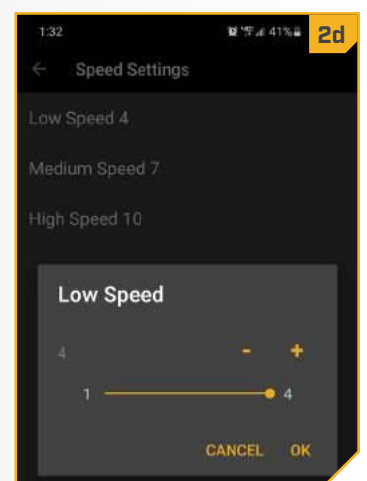 1:32 41% 2d
Speed Settings
Low Speed 4
Medium Speed 7
High Speed 10
Low Speed
4 - +
1 4
CANCEL OK